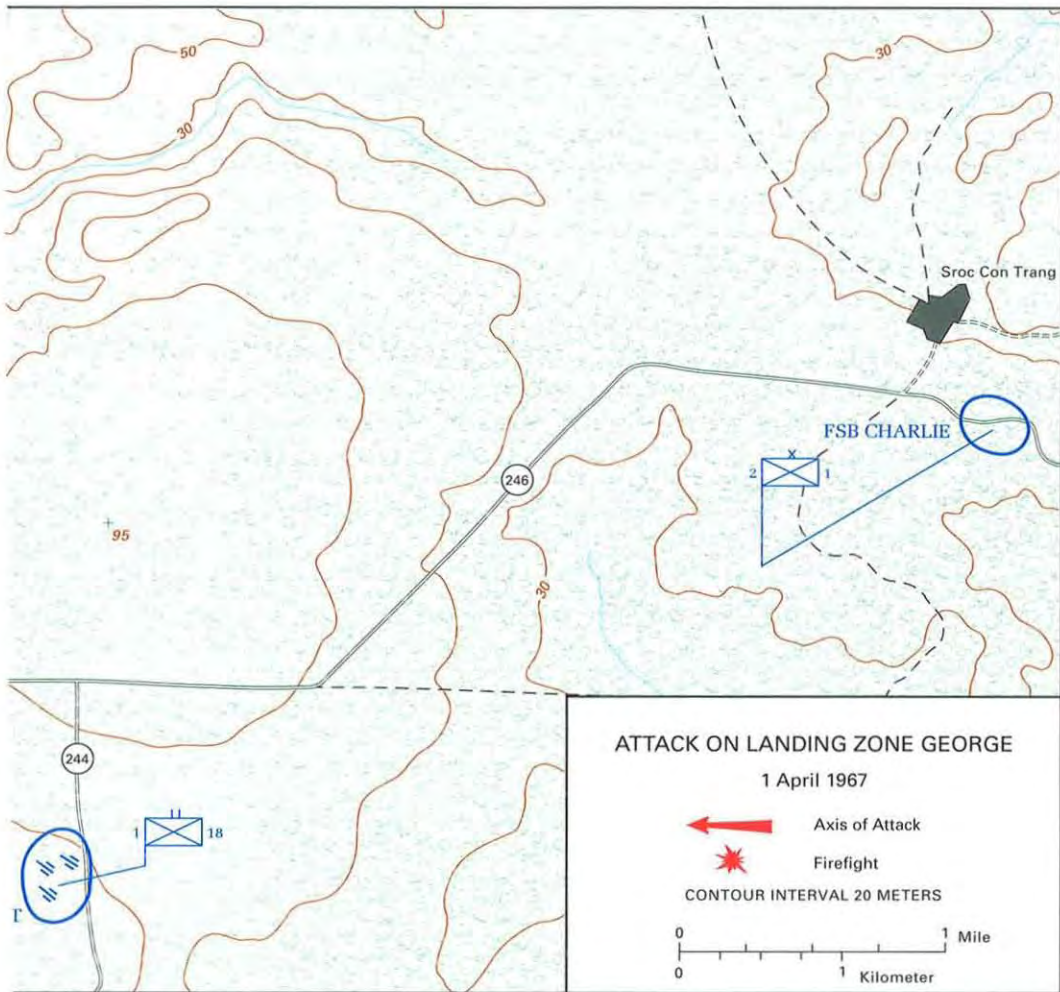 50
30
30
Sroc Con Trang
FSB CHARLIE
X
2 1
246
95
30
244
1 18
T
ATTACK ON LANDING ZONE GEORGE
1 April 1967
Axis of Attack
Firefight
CONTOUR INTERVAL 20 METERS
0 1 Mile
0 1 Kilometer